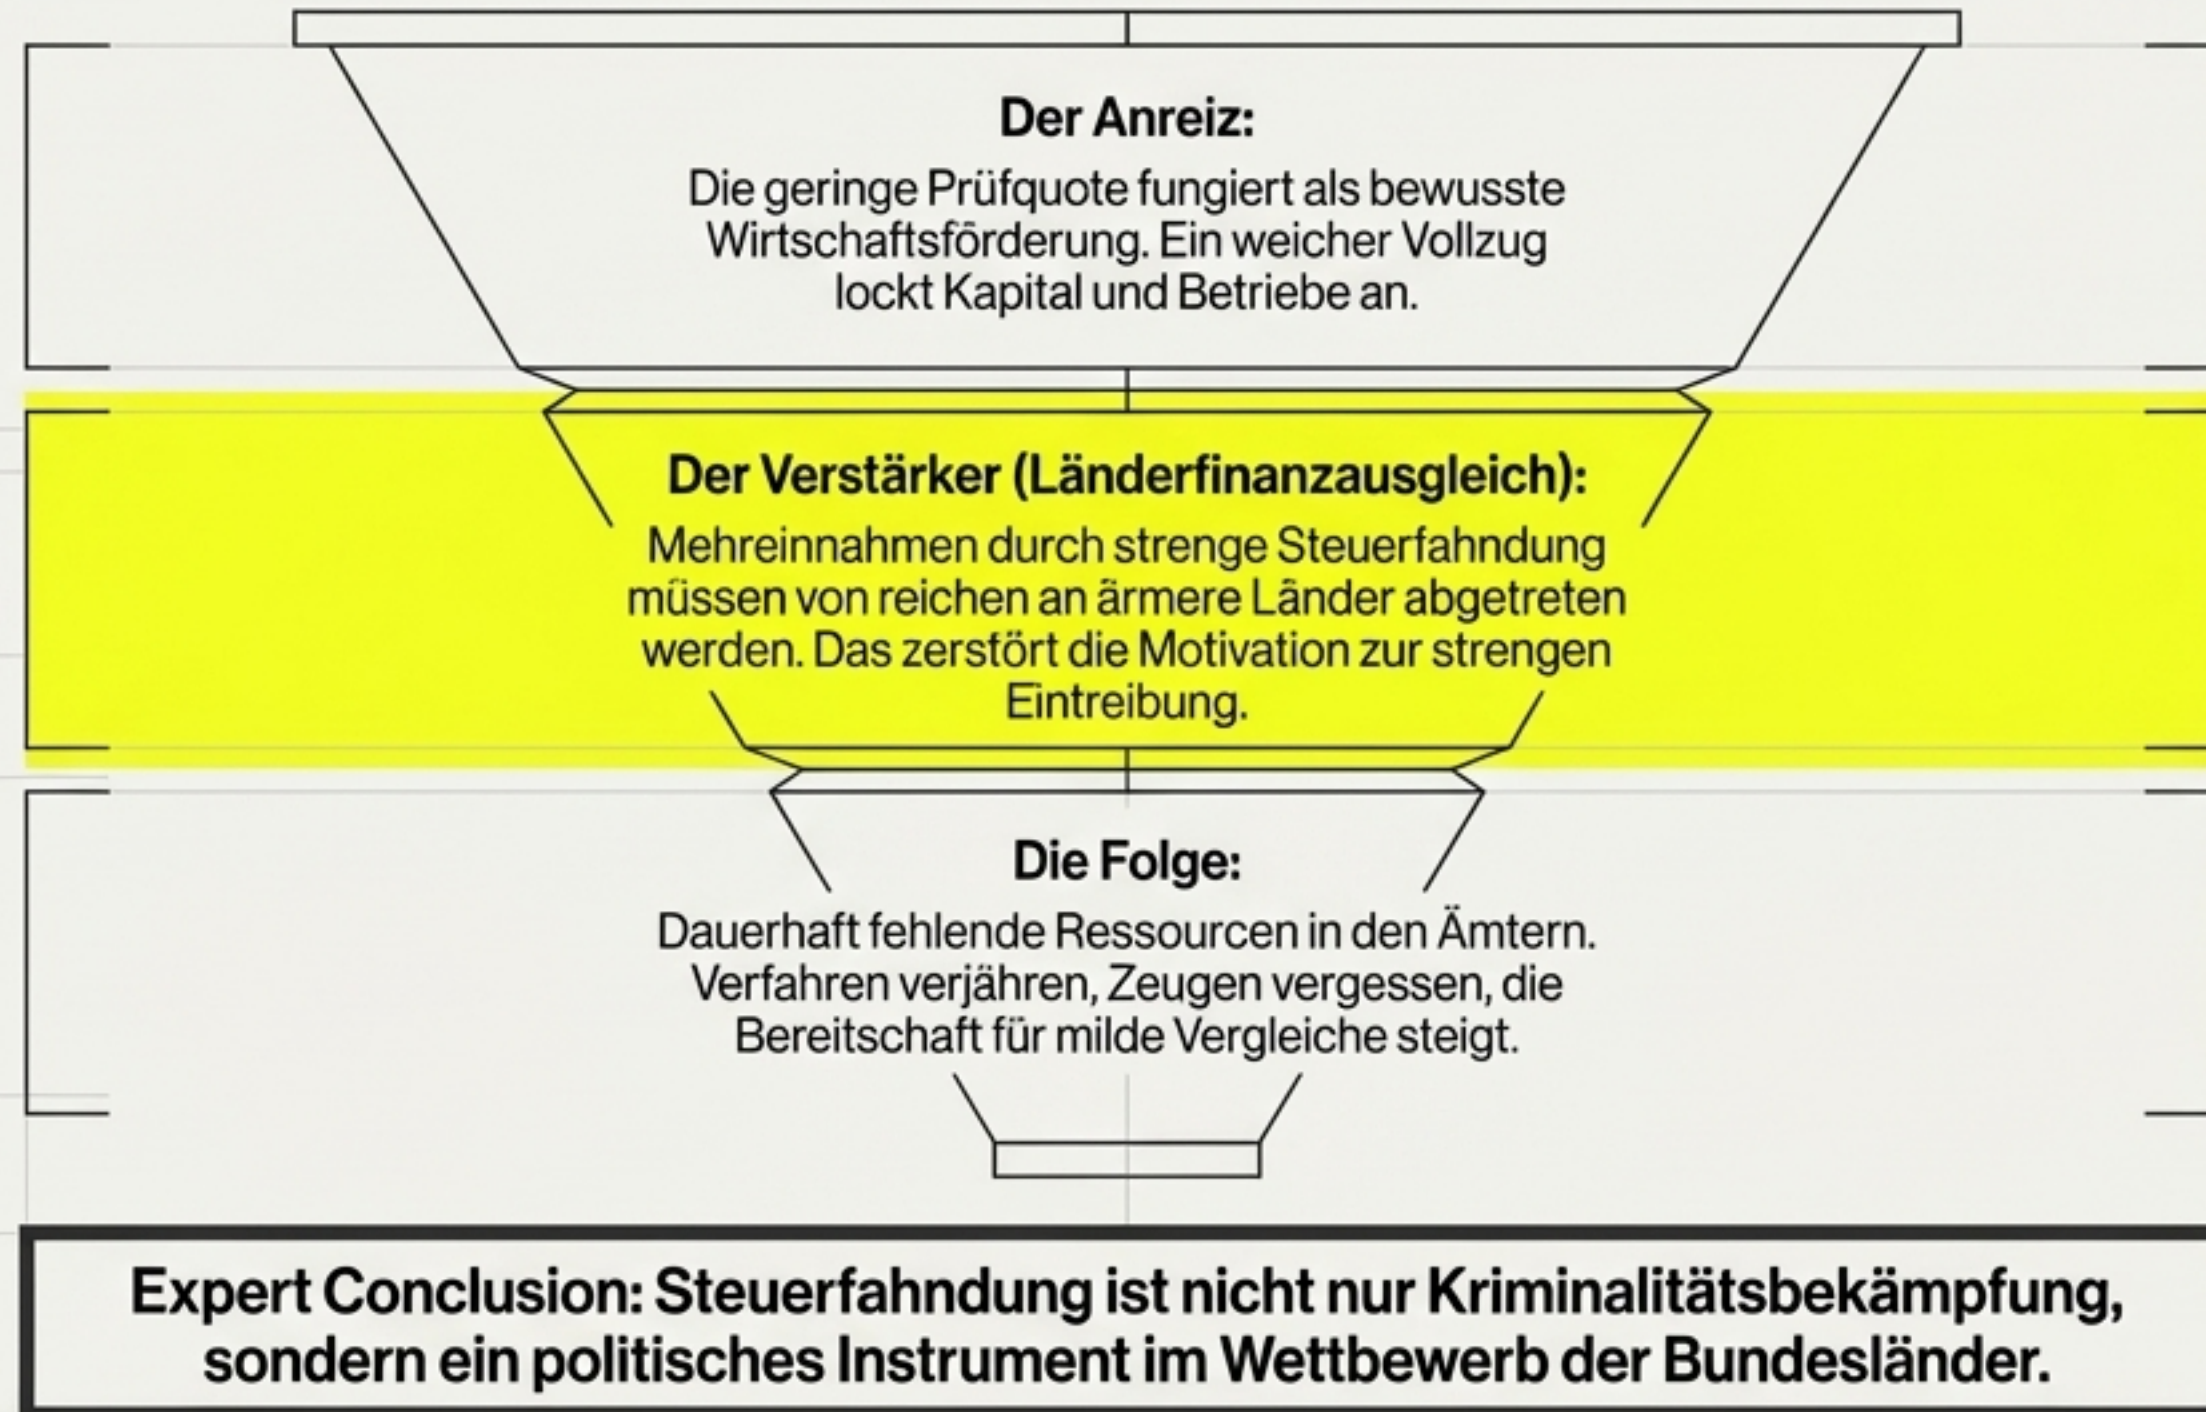 Der Anreiz:
Die geringe Prüfquote fungiert als bewusste
Wirtschaftsförderung. Ein weicher Vollzug
lockt Kapital und Betriebe an.
Der Verstärker (Länderfinanzausgleich):
Mehreinnahmen durch strenge Steuerfahndung
müssen von reichen an ärmere Länder abgetreten
werden. Das zerstört die Motivation zur strengen
Eintreibung.
Die Folge:
Dauerhaft fehlende Ressourcen in den Ämtern.
Verfahren verjähren, Zeugen vergessen, die
Bereitschaft für milde Vergleiche steigt.
Expert Conclusion: Steuerfahndung ist nicht nur Kriminalitätsbekämpfung,
sondern ein politisches Instrument im Wettbewerb der Bundesländer.